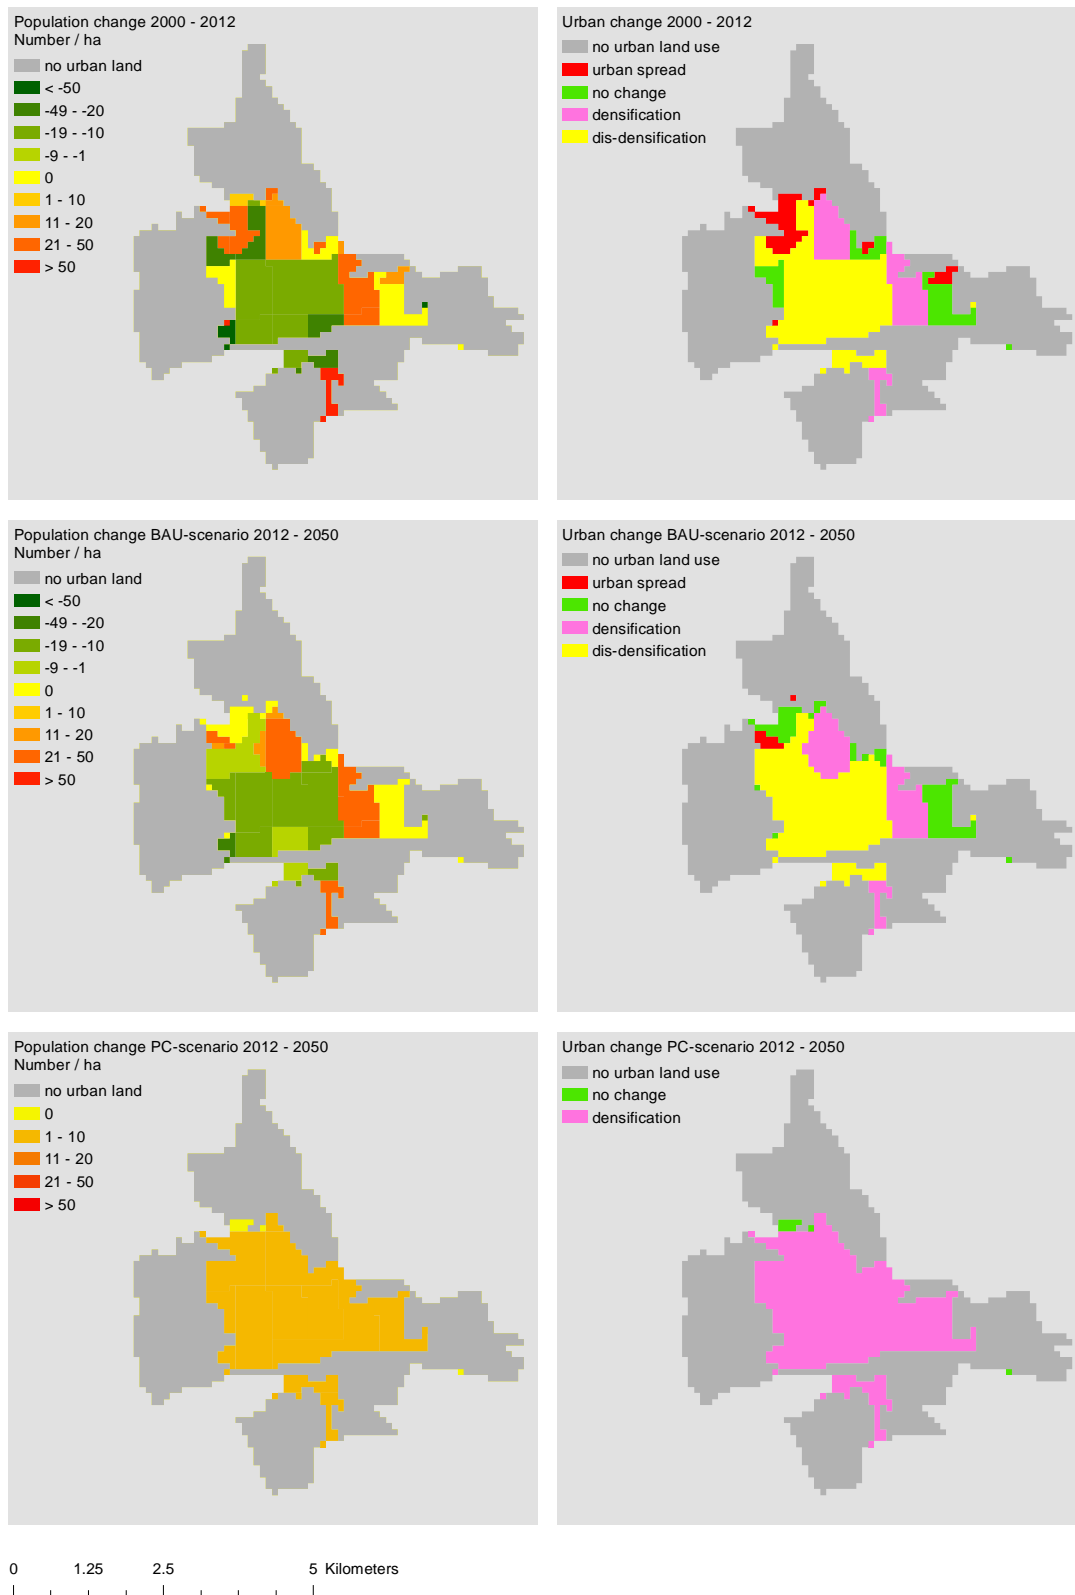 Population change 2000 - 2012
Number / ha
no urban land
< -50
-49 - -20
-19 - -10
-9 - -1
0
1 - 10
11 - 20
21 - 50
> 50
Urban change 2000 - 2012
no urban land use
urban spread
no change
densification
dis-densification
Population change BAU-scenario 2012 - 2050
Number / ha
no urban land
< -50
-49 - -20
-19 - -10
-9 - -1
0
1 - 10
11 - 20
21 - 50
> 50
Urban change BAU-scenario 2012 - 2050
no urban land use
urban spread
no change
densification
dis-densification
Population change PC-scenario 2012 - 2050
Number / ha
no urban land
0
1 - 10
11 - 20
21 - 50
> 50
Urban change PC-scenario 2012 - 2050
no urban land use
no change
densification
0 1.25 2.5 5 Kilometers